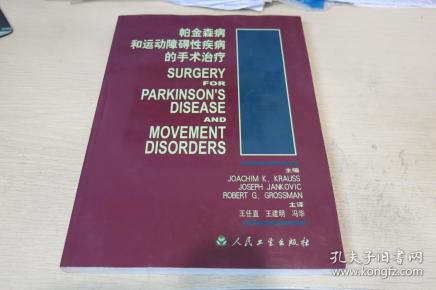 帕金森病
和运动障碍性疾病
的手术治疗
SURGERY
FOR
PARKINSON'S
DISEASE
AND
MOVEMENT
DISORDERS
主编
JOACHIM K. KRAUSS
JOSEPH JANKOVIC
ROBERT G. GROSSMAN
主译
王任直 王建明 冯华
人民卫生出版社
孔夫子旧书网
www.kongfz.com